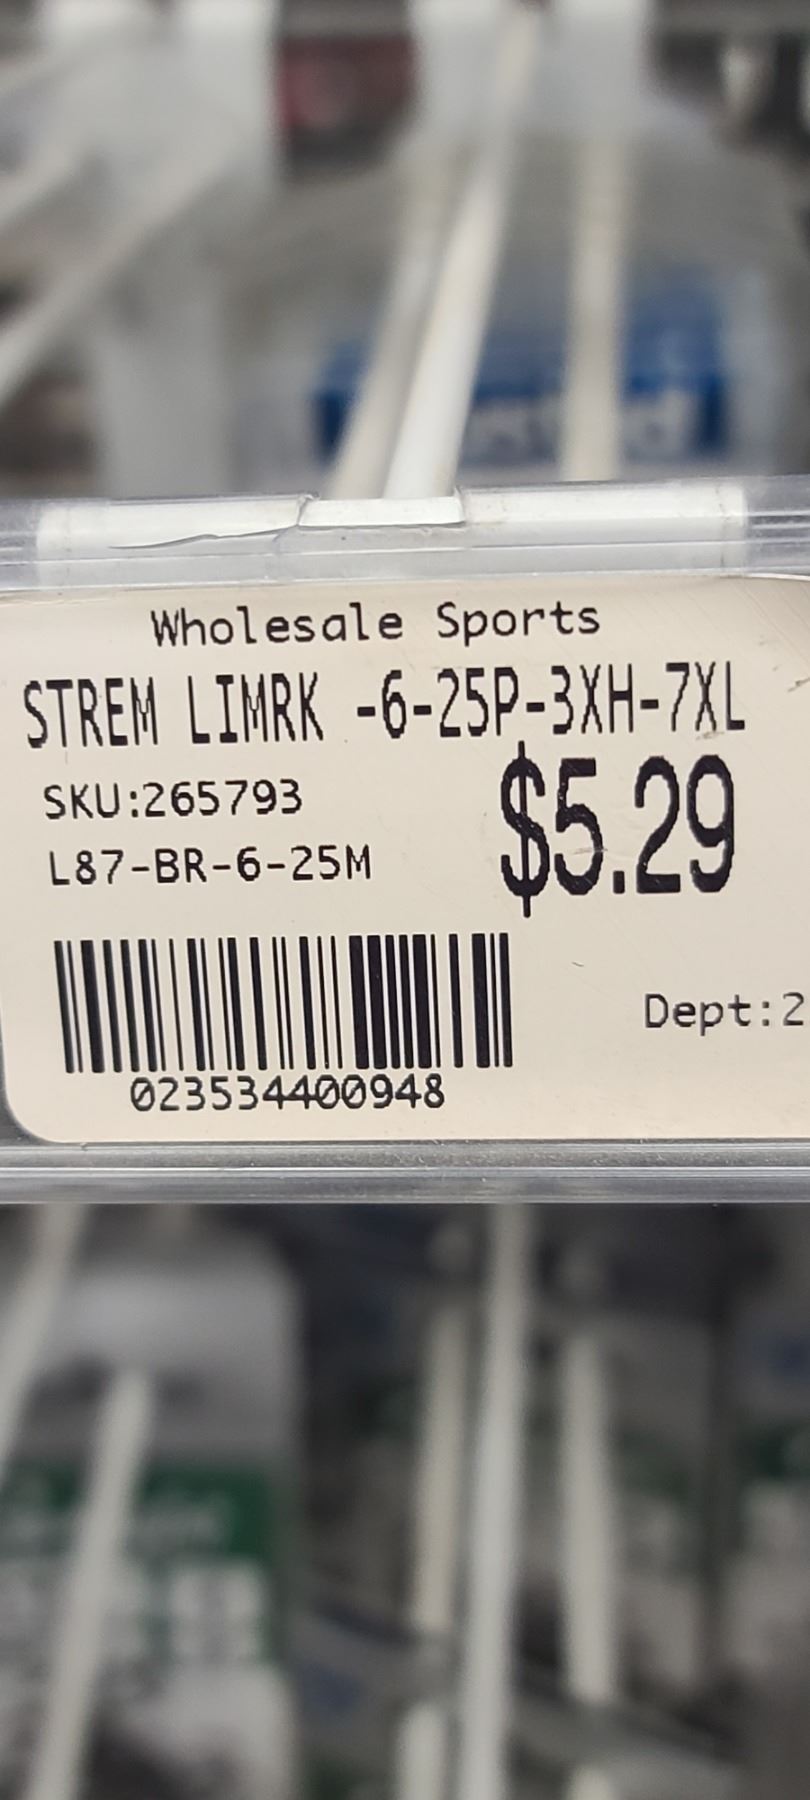 Wholesale Sports
STREM LIMRK -6-25P-3XH-7XL
SKU:265793
$5.29
L87-BR-6-25M
Dept:2
023534400948